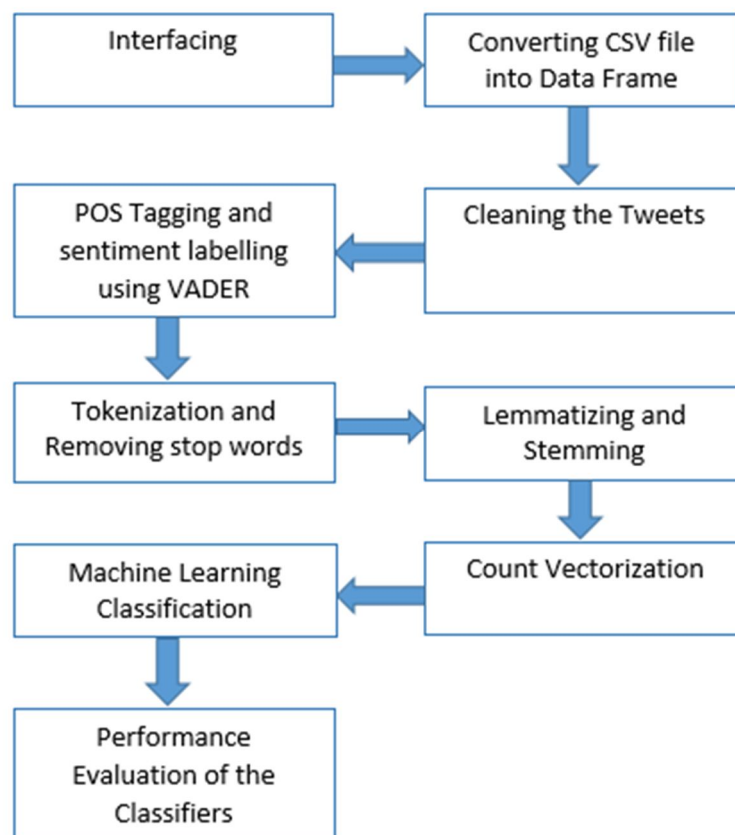 Interfacing
Converting CSV file
into Data Frame
Cleaning the Tweets
POS Tagging and
sentiment labelling
using VADER
Tokenization and
Removing stop words
Lemmatizing and
Stemming
Count Vectorization
Machine Learning
Classification
Performance
Evaluation of the
Classifiers